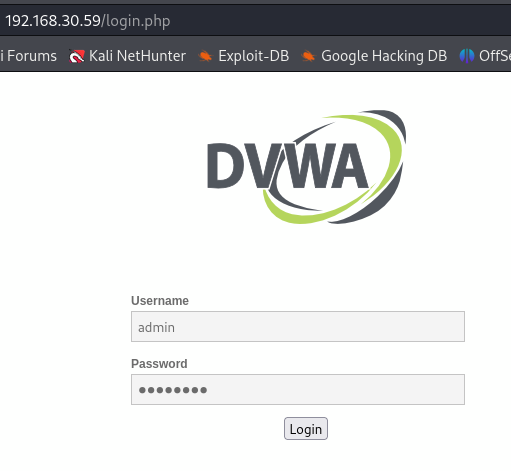 192.168.30.59/login.php
i Forums Kali NetHunter Exploit-DB Google Hacking DB OffSe
DVWA
Username
admin
Password
●●●●●●●●
Login